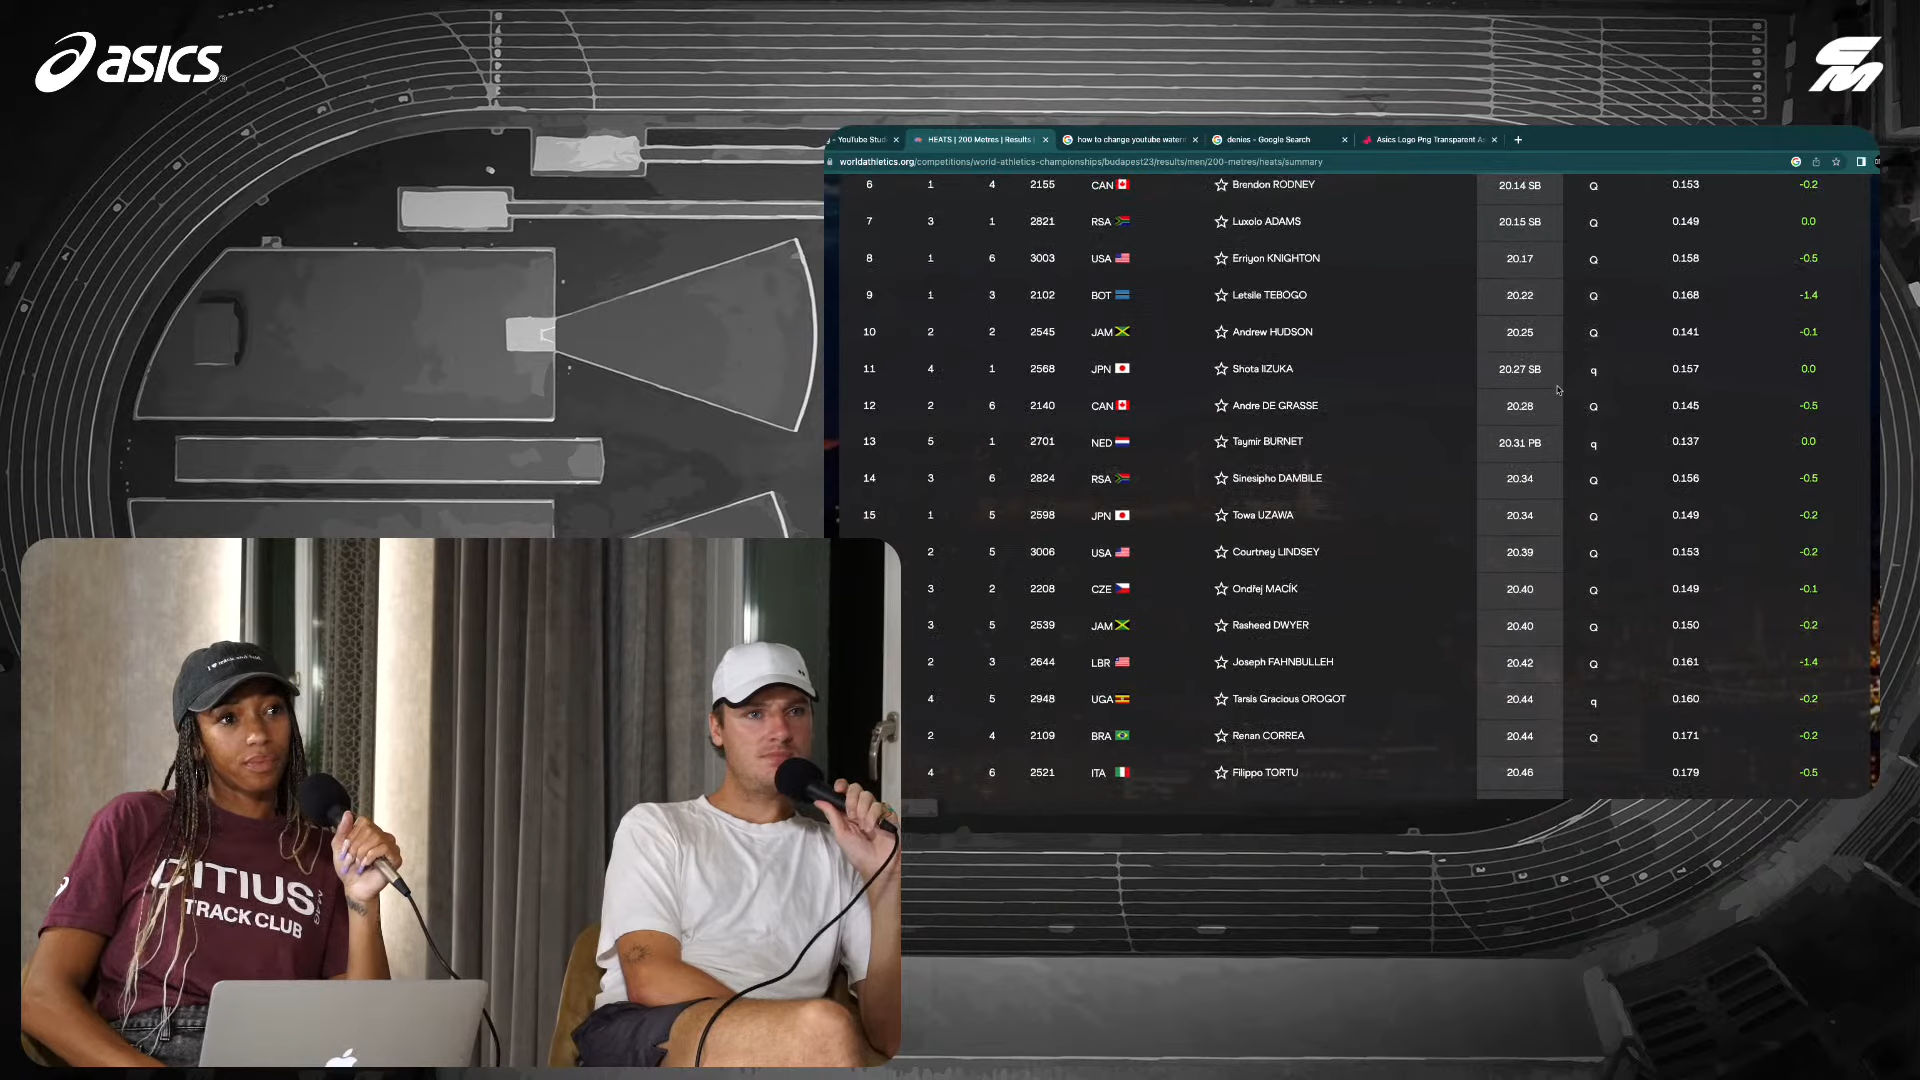 asics
SM
- YouTube Stud
HEATS | 200 Metres | Results |
how to change youtube watern
denies - Google Search
Asics Logo Png Transparent A
worldathletics.org/competitions/world-athletics-championships/budapest23/results/men/200-metres/heats/summary
6 1 4 2155 CAN Brendon RODNEY 20.14 SB Q 0.153 -0.2
7 3 1 2821 RSA Luxolo ADAMS 20.15 SB Q 0.149 0.0
8 1 6 3003 USA Erriyon KNIGHTON 20.17 Q 0.158 -0.5
9 1 3 2102 BOT Letsile TEBOGO 20.22 Q 0.168 -1.4
10 2 2 2545 JAM Andrew HUDSON 20.25 Q 0.141 -0.1
11 4 1 2568 JPN Shota IIZUKA 20.27 SB q 0.157 0.0
12 2 6 2140 CAN Andre DE GRASSE 20.28 Q 0.145 -0.5
13 5 1 2701 NED Taymir BURNET 20.31 PB q 0.137 0.0
14 3 6 2824 RSA Sinesipho DAMBILE 20.34 Q 0.156 -0.5
15 1 5 2598 JPN Towa UZAWA 20.34 Q 0.149 -0.2
2 5 3006 USA Courtney LINDSEY 20.39 Q 0.153 -0.2
3 2 2208 CZE Ondřej MACÍK 20.40 Q 0.149 -0.1
3 5 2539 JAM Rasheed DWYER 20.40 Q 0.150 -0.2
2 3 2644 LBR Joseph FAHNBULLEH 20.42 Q 0.161 -1.4
4 5 2948 UGA Tarsis Gracious OROGOT 20.44 q 0.160 -0.2
2 4 2109 BRA Renan CORREA 20.44 Q 0.171 -0.2
4 6 2521 ITA Filippo TORTU 20.46 0.179 -0.5
CITIUS
MAG
TRACK CLUB